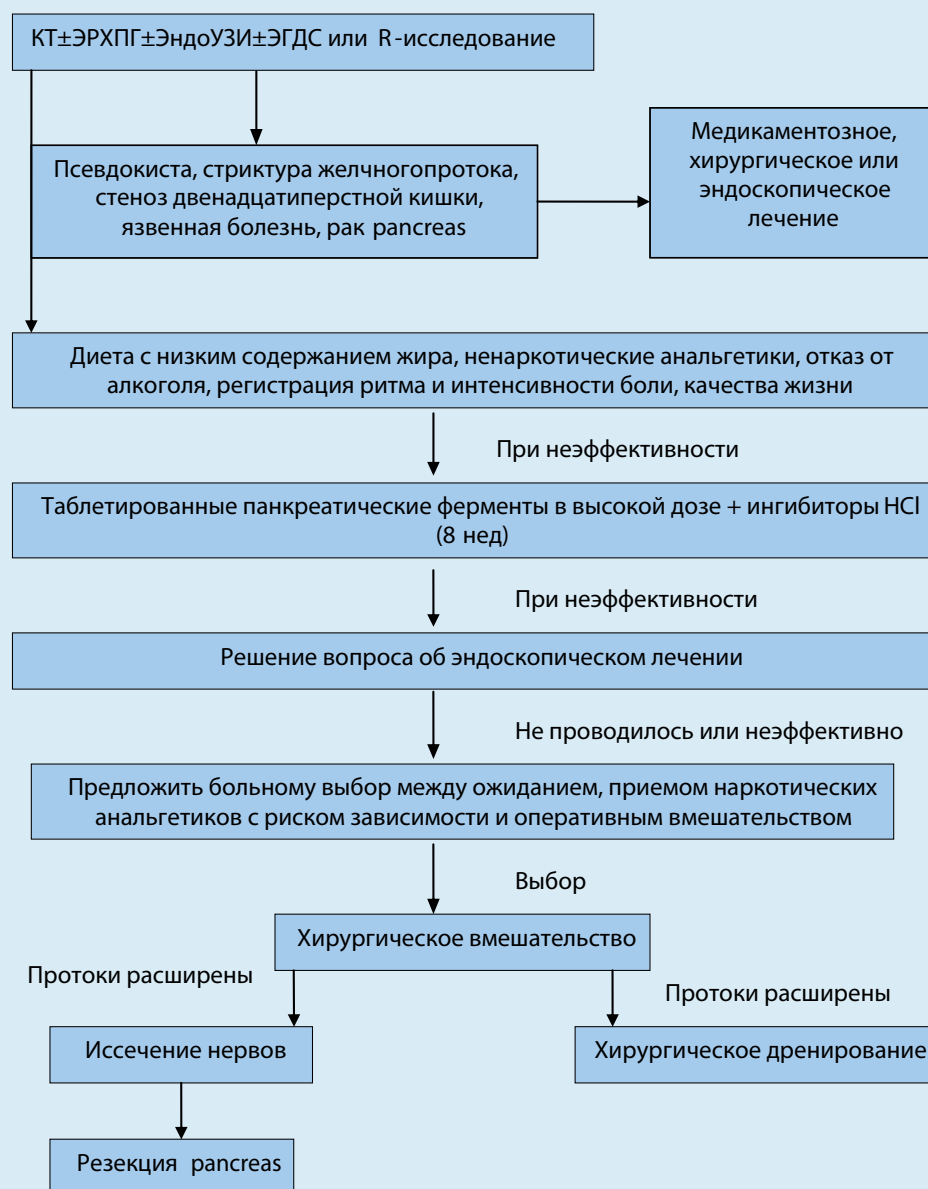 КТ±ЭРХПГ±ЭндоУЗИ±ЭГДС или R-исследование
Псевдокиста, стриктура желчногопротока,
стеноз двенадцатиперстной кишки,
язвенная болезнь, рак pancreas
Медикаментозное,
хирургическое или
эндоскопическое
лечение
Диета с низким содержанием жира, ненаркотические анальгетики, отказ от
алкоголя, регистрация ритма и интенсивности боли, качества жизни
При неэффективности
Таблетированные панкреатические ферменты в высокой дозе + ингибиторы HCl
(8 нед)
При неэффективности
Решение вопроса об эндоскопическом лечении
Не проводилось или неэффективно
Предложить больному выбор между ожиданием, приемом наркотических
анальгетиков с риском зависимости и оперативным вмешательством
Выбор
Хирургическое вмешательство
Протоки расширены
Протоки расширены
Иссечение нервов
Хирургическое дренирование
Резекция pancreas